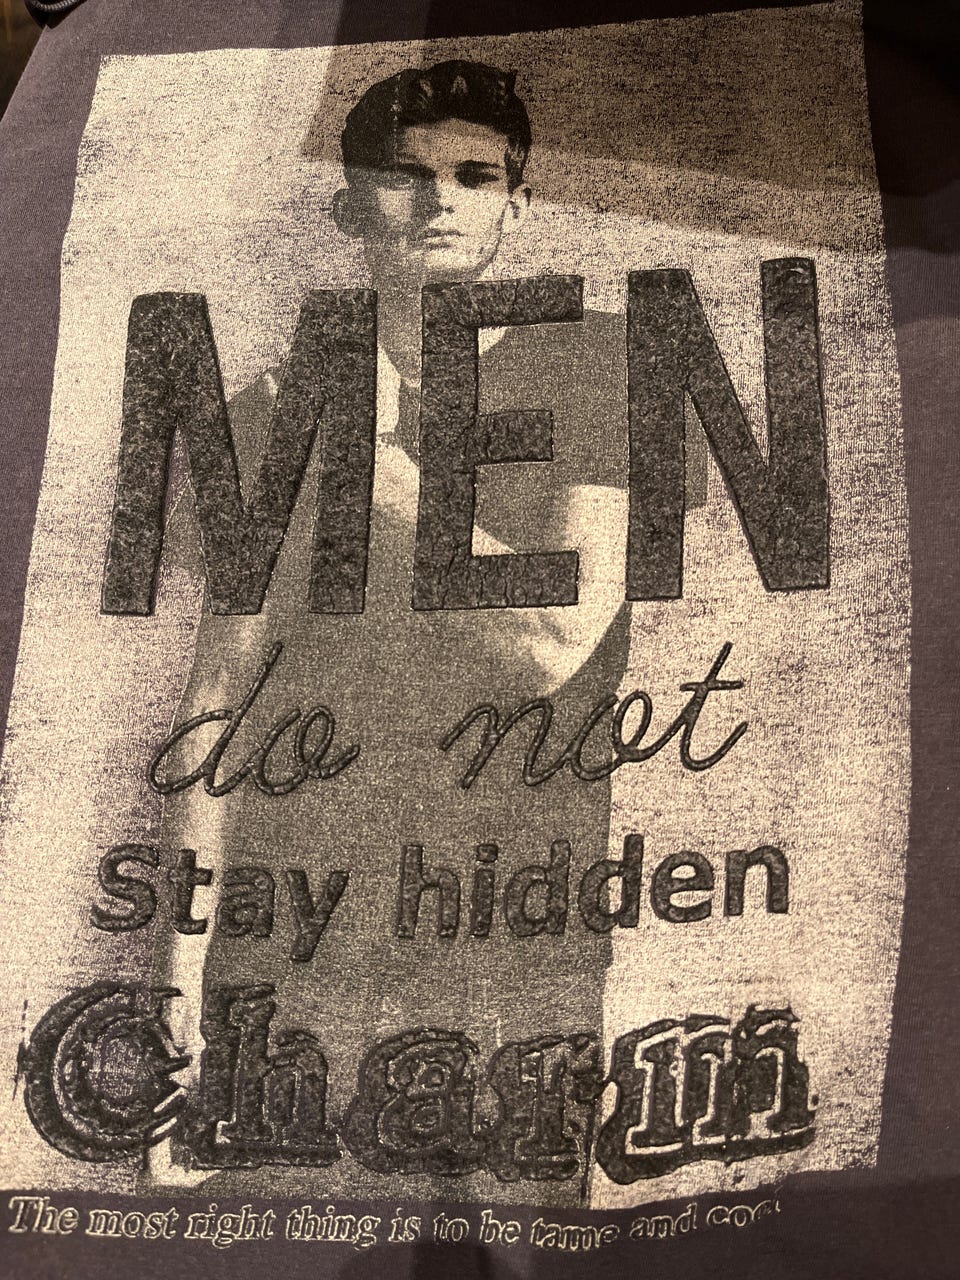 MEN
do not
Stay hidden
Charm
The most right thing is to be tame and cool